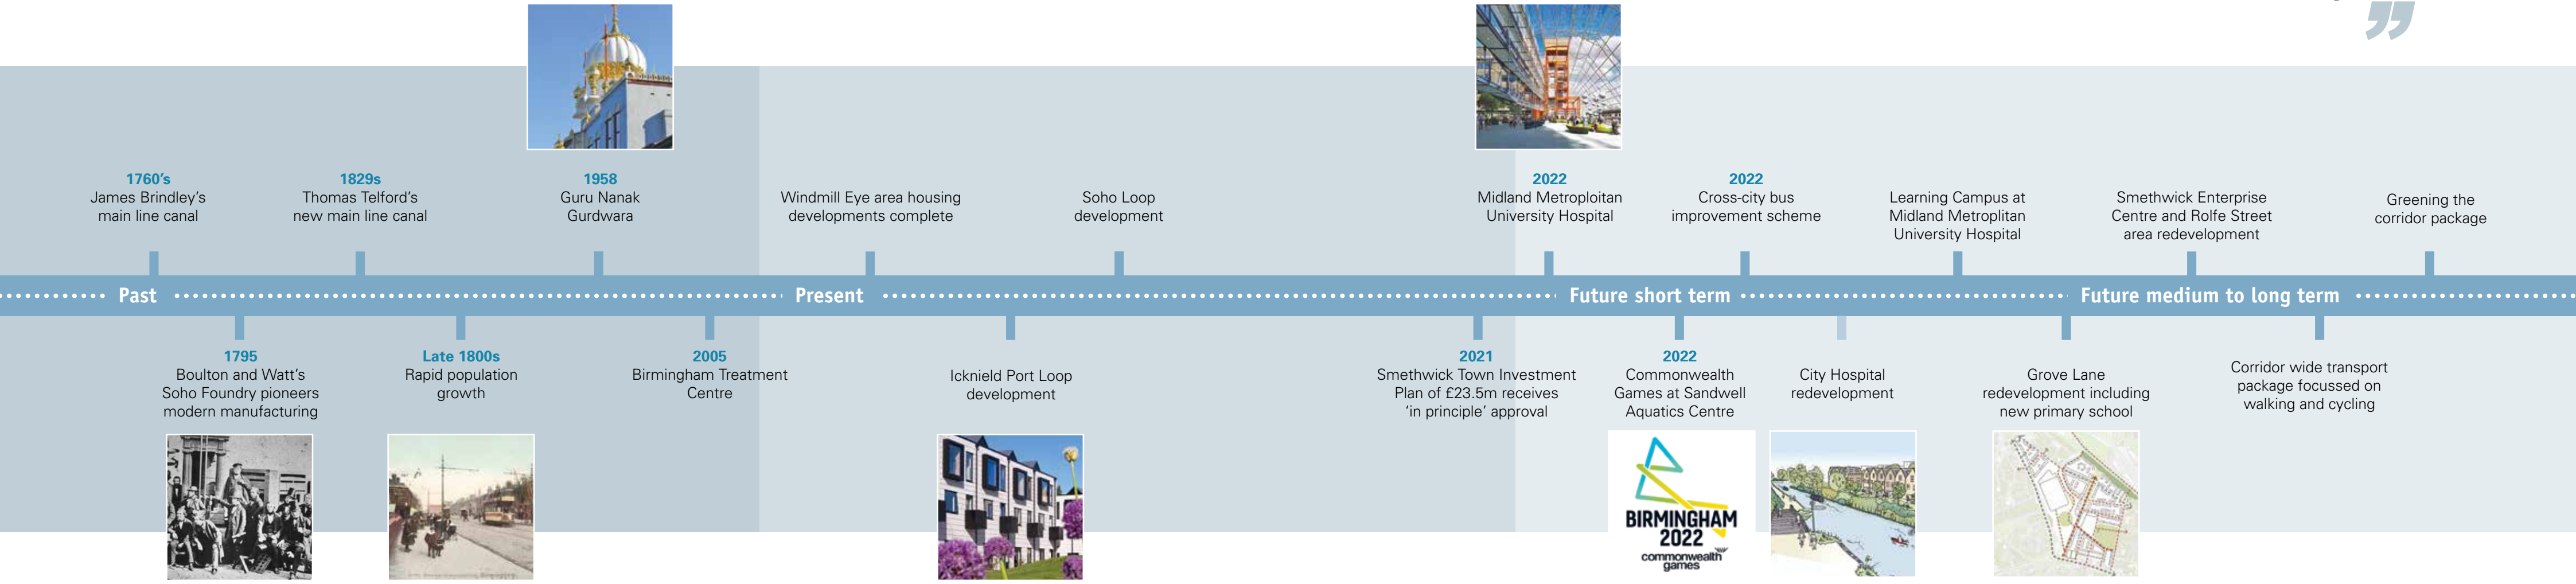 ”
1760’s
James Brindley’s
main line canal
1829s
Thomas Telford’s
new main line canal
1958
Guru Nanak
Gurdwara
Windmill Eye area housing
developments complete
Soho Loop
development
2022
Midland Metroploitan
University Hospital
2022
Cross-city bus
improvement scheme
Learning Campus at
Midland Metroplitan
University Hospital
Smethwick Enterprise
Centre and Rolfe Street
area redevelopment
Greening the
corridor package
Past
Present
Future short term
Future medium to long term
1795
Boulton and Watt’s
Soho Foundry pioneers
modern manufacturing
Late 1800s
Rapid population
growth
2005
Birmingham Treatment
Centre
Icknield Port Loop
development
2021
Smethwick Town Investment
Plan of £23.5m receives
‘in principle’ approval
2022
Commonwealth
Games at Sandwell
Aquatics Centre
City Hospital
redevelopment
Grove Lane
redevelopment including
new primary school
Corridor wide transport
package focussed on
walking and cycling
BIRMINGHAM
2022
commonwealth
games